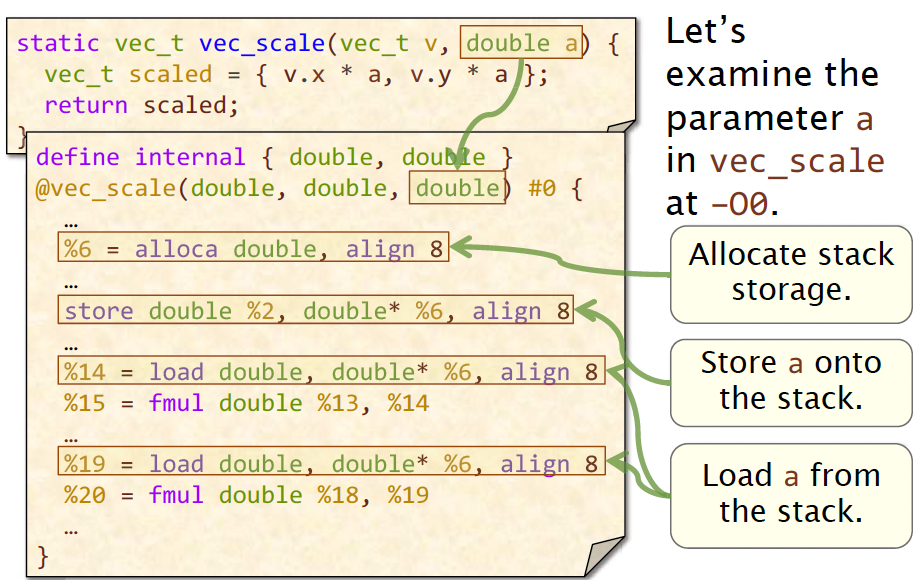 static vec_t vec_scale(vec_t v, double a) {
  vec_t scaled = { v.x * a, v.y * a };
  return scaled;
}
define internal { double, double }
@vec_scale(double, double, double) #0 {
  …
  %6 = alloca double, align 8
  …
  store double %2, double* %6, align 8
  …
  %14 = load double, double* %6, align 8
  %15 = fmul double %13, %14
  …
  %19 = load double, double* %6, align 8
  %20 = fmul double %18, %19
  …
}
Let’s
examine the
parameter a
in vec_scale
at –O0.
Allocate stack
storage.
Store a onto
the stack.
Load a from
the stack.